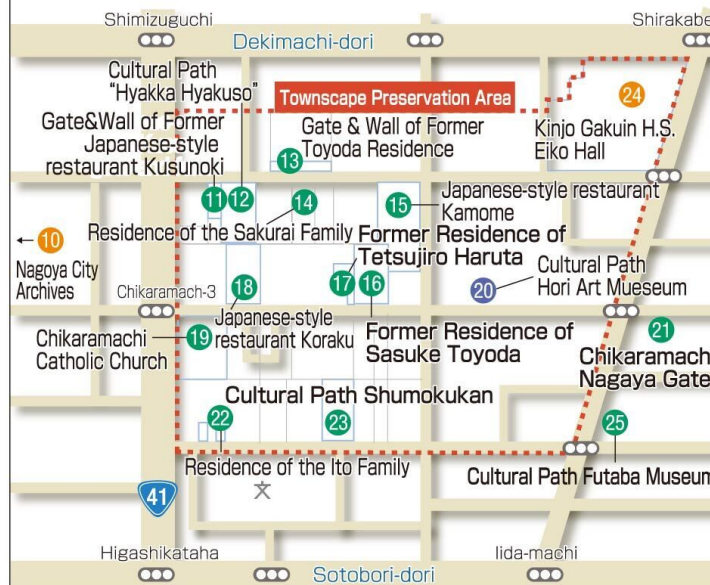 Shimizuguchi
Shirakabe
Dekimachi-dori
Cultural Path
"Hyakka Hyakuso"
Townscape Preservation Area
24
Gate&Wall of Former
Japanese-style
restaurant Kusunoki
Gate & Wall of Former
Toyoda Residence
Kinjo Gakuin H.S.
Eiko Hall
13
11
12
14
15
Japanese-style restaurant
Kamome
10
Residence of the Sakurai Family
Former Residence of
Tetsujiro Haruta
Nagoya City
Archives
Cultural Path
Hori Art Mueseum
17
16
18
20
Chikaramach-3
Japanese-style
restaurant Koraku
19
Chikaramachi
Catholic Church
Former Residence of
Sasuke Toyoda
21
Chikaramach
Nagaya Gate
Cultural Path Shumokukan
22
23
25
Residence of the Ito Family
Cultural Path Futaba Museum
41
文
Higashikataha
Iida-machi
Sotobori-dori